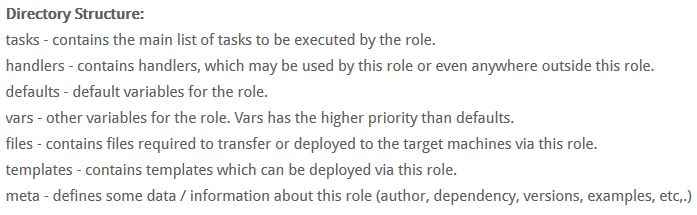 Directory Structure:
tasks - contains the main list of tasks to be executed by the role.
handlers - contains handlers, which may be used by this role or even anywhere outside this role.
defaults - default variables for the role.
vars - other variables for the role. Vars has the higher priority than defaults.
files - contains files required to transfer or deployed to the target machines via this role.
templates - contains templates which can be deployed via this role.
meta - defines some data / information about this role (author, dependency, versions, examples, etc,.)